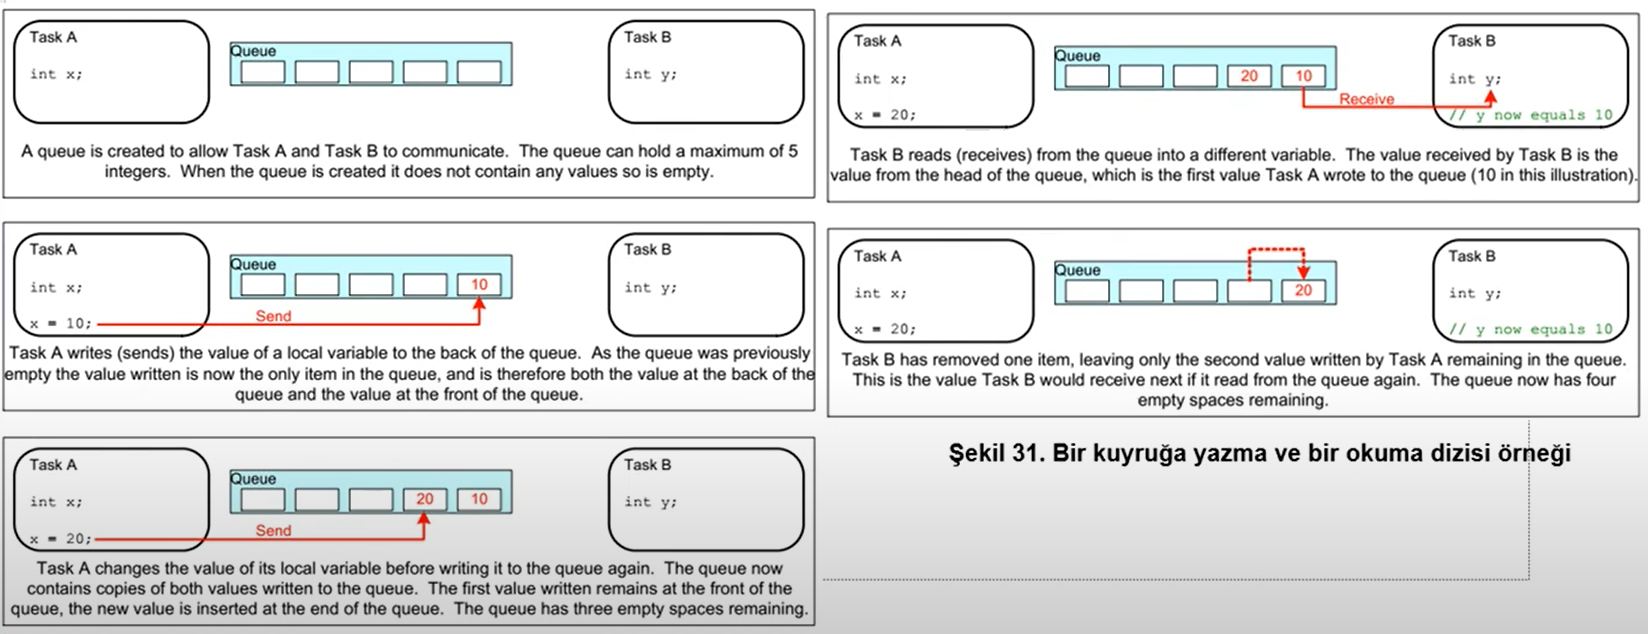 Task A
int x;
Queue
Task B
int y;
A queue is created to allow Task A and Task B to communicate. The queue can hold a maximum of 5
integers. When the queue is created it does not contain any values so is empty.
Task A
int x;
x = 10;
Queue
10
Send
Task B
int y;
Task A writes (sends) the value of a local variable to the back of the queue. As the queue was previously
empty the value written is now the only item in the queue, and is therefore both the value at the back of the
queue and the value at the front of the queue.
Task A
int x;
x = 20;
Queue
20 10
Send
Task B
int y;
Task A changes the value of its local variable before writing it to the queue again. The queue now
contains copies of both values written to the queue. The first value written remains at the front of the
queue, the new value is inserted at the end of the queue. The queue has three empty spaces remaining.
Task A
int x;
x = 20;
Queue
20 10
Receive
Task B
int y;
// y now equals 10
Task B reads (receives) from the queue into a different variable. The value received by Task B is the
value from the head of the queue, which is the first value Task A wrote to the queue (10 in this illustration).
Task A
int x;
x = 20;
Queue
20
Task B
int y;
// y now equals 10
Task B has removed one item, leaving only the second value written by Task A remaining in the queue.
This is the value Task B would receive next if it read from the queue again. The queue now has four
empty spaces remaining.
Şekil 31. Bir kuyruğa yazma ve bir okuma dizisi örneği